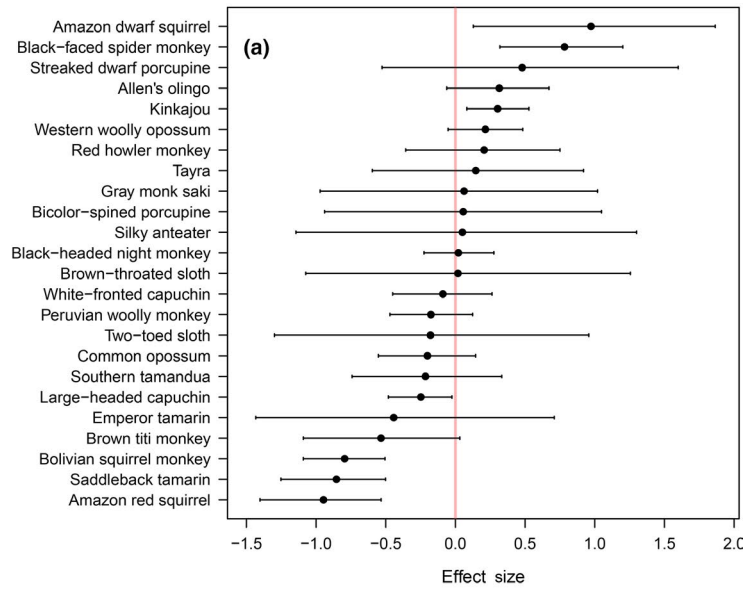 (a)
Amazon dwarf squirrel
Black-faced spider monkey
Streaked dwarf porcupine
Allen's olingo
Kinkajou
Western woolly opossum
Red howler monkey
Tayra
Gray monk saki
Bicolor-spined porcupine
Silky anteater
Black-headed night monkey
Brown-throated sloth
White-fronted capuchin
Peruvian woolly monkey
Two-toed sloth
Common opossum
Southern tamandua
Large-headed capuchin
Emperor tamarin
Brown titi monkey
Bolivian squirrel monkey
Saddleback tamarin
Amazon red squirrel
−1.5 −1.0 −0.5 0.0 0.5 1.0 1.5 2.0
Effect size